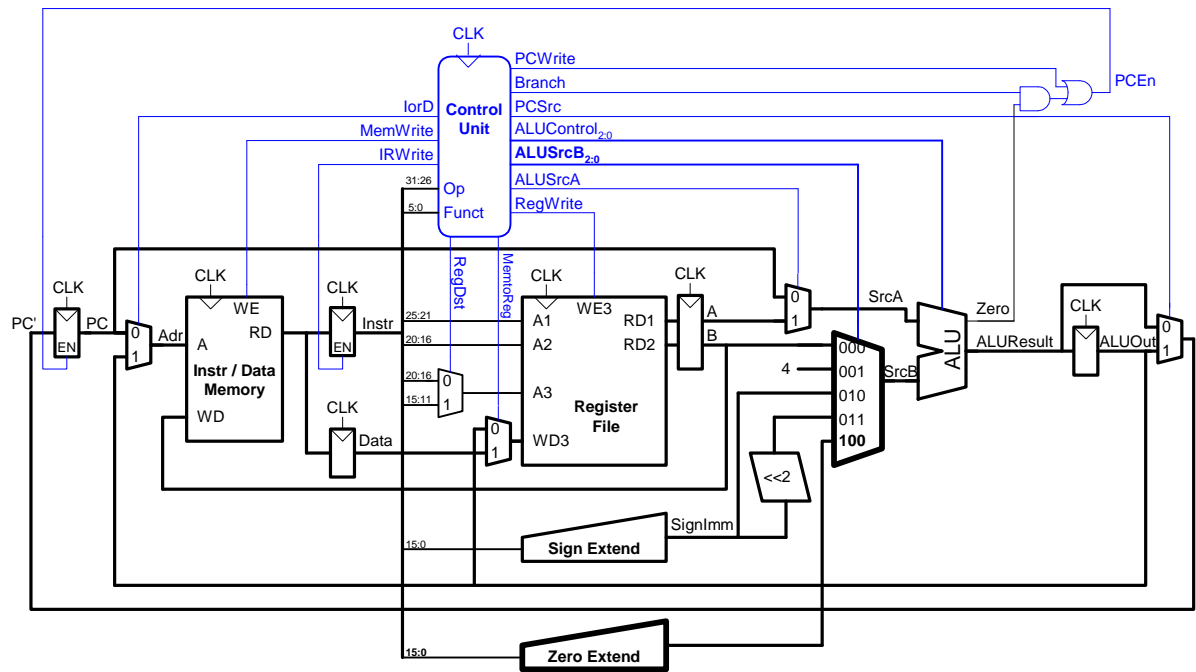 CLK
PCWrite
Branch
PCEn
IorD
Control
Unit
PCSrc
MemWrite
ALUControl2:0
IRWrite
ALUSrcB2:0
31:26
Op
ALUSrcA
5:0
Funct
RegWrite
RegDst
MemtoReg
CLK
CLK
CLK
CLK
CLK
CLK
PC'
PC
EN
0
1
Adr
A
WE
RD
Instr / Data
Memory
WD
EN
Instr
CLK
Data
25:21
20:16
20:16
15:11
0
1
0
1
A1
A2
A3
WD3
WE3
RD1
RD2
Register
File
A
B
0
1
SrcA
4
000
001
010
011
100
SrcB
<<2
ALU
Zero
ALUResult
ALUOut
0
1
SignImm
15:0
Sign Extend
15:0
Zero Extend